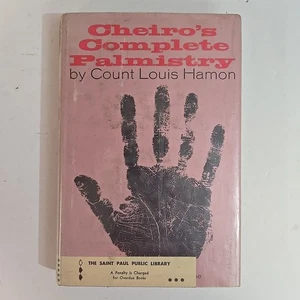 Cheiro's
Complete
Palmistry
by Count Louis Hamon
THE SAINT PAUL PUBLIC LIBRARY
A Penalty is Charged
for Overdue Books